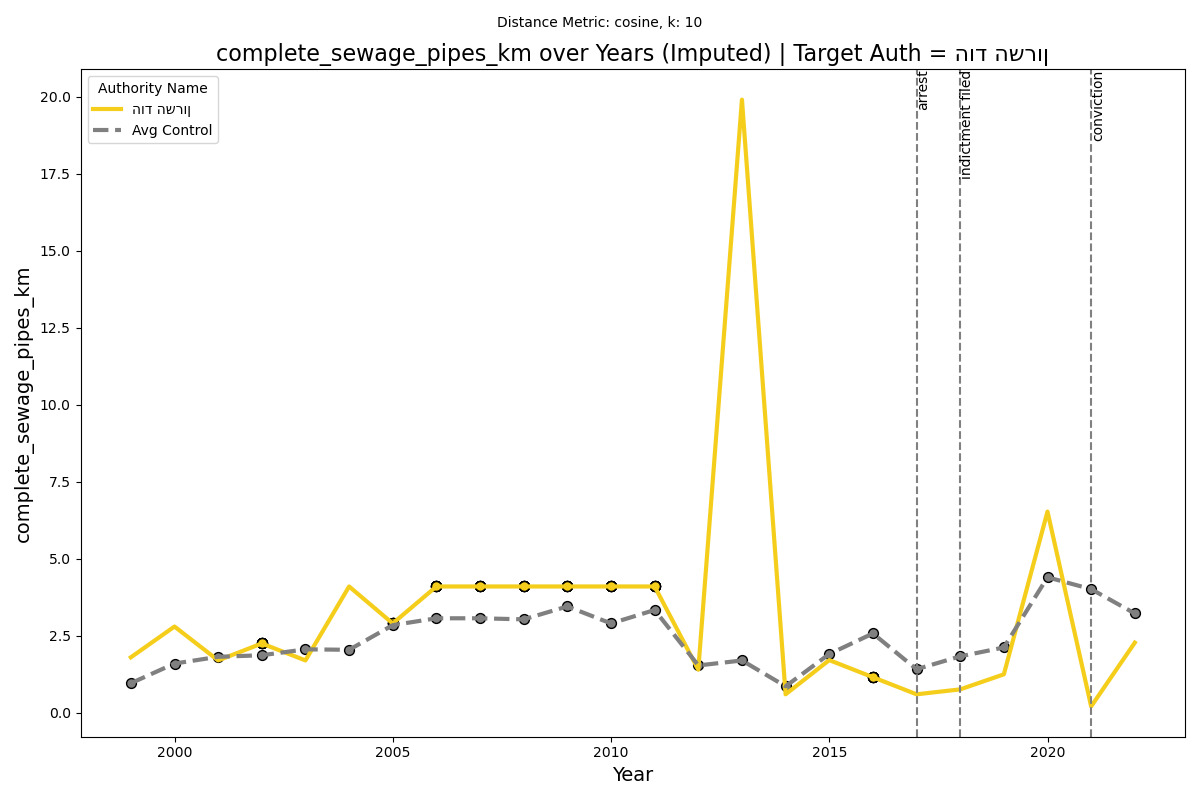 Distance Metric: cosine, k: 10
complete_sewage_pipes_km over Years (Imputed) | Target Auth = הוד השרון
Authority Name
הוד השרון
Avg Control
arrest
indictment filed
conviction
complete_sewage_pipes_km
20.0
17.5
15.0
12.5
10.0
7.5
5.0
2.5
0.0
2000
2005
2010
2015
2020
Year